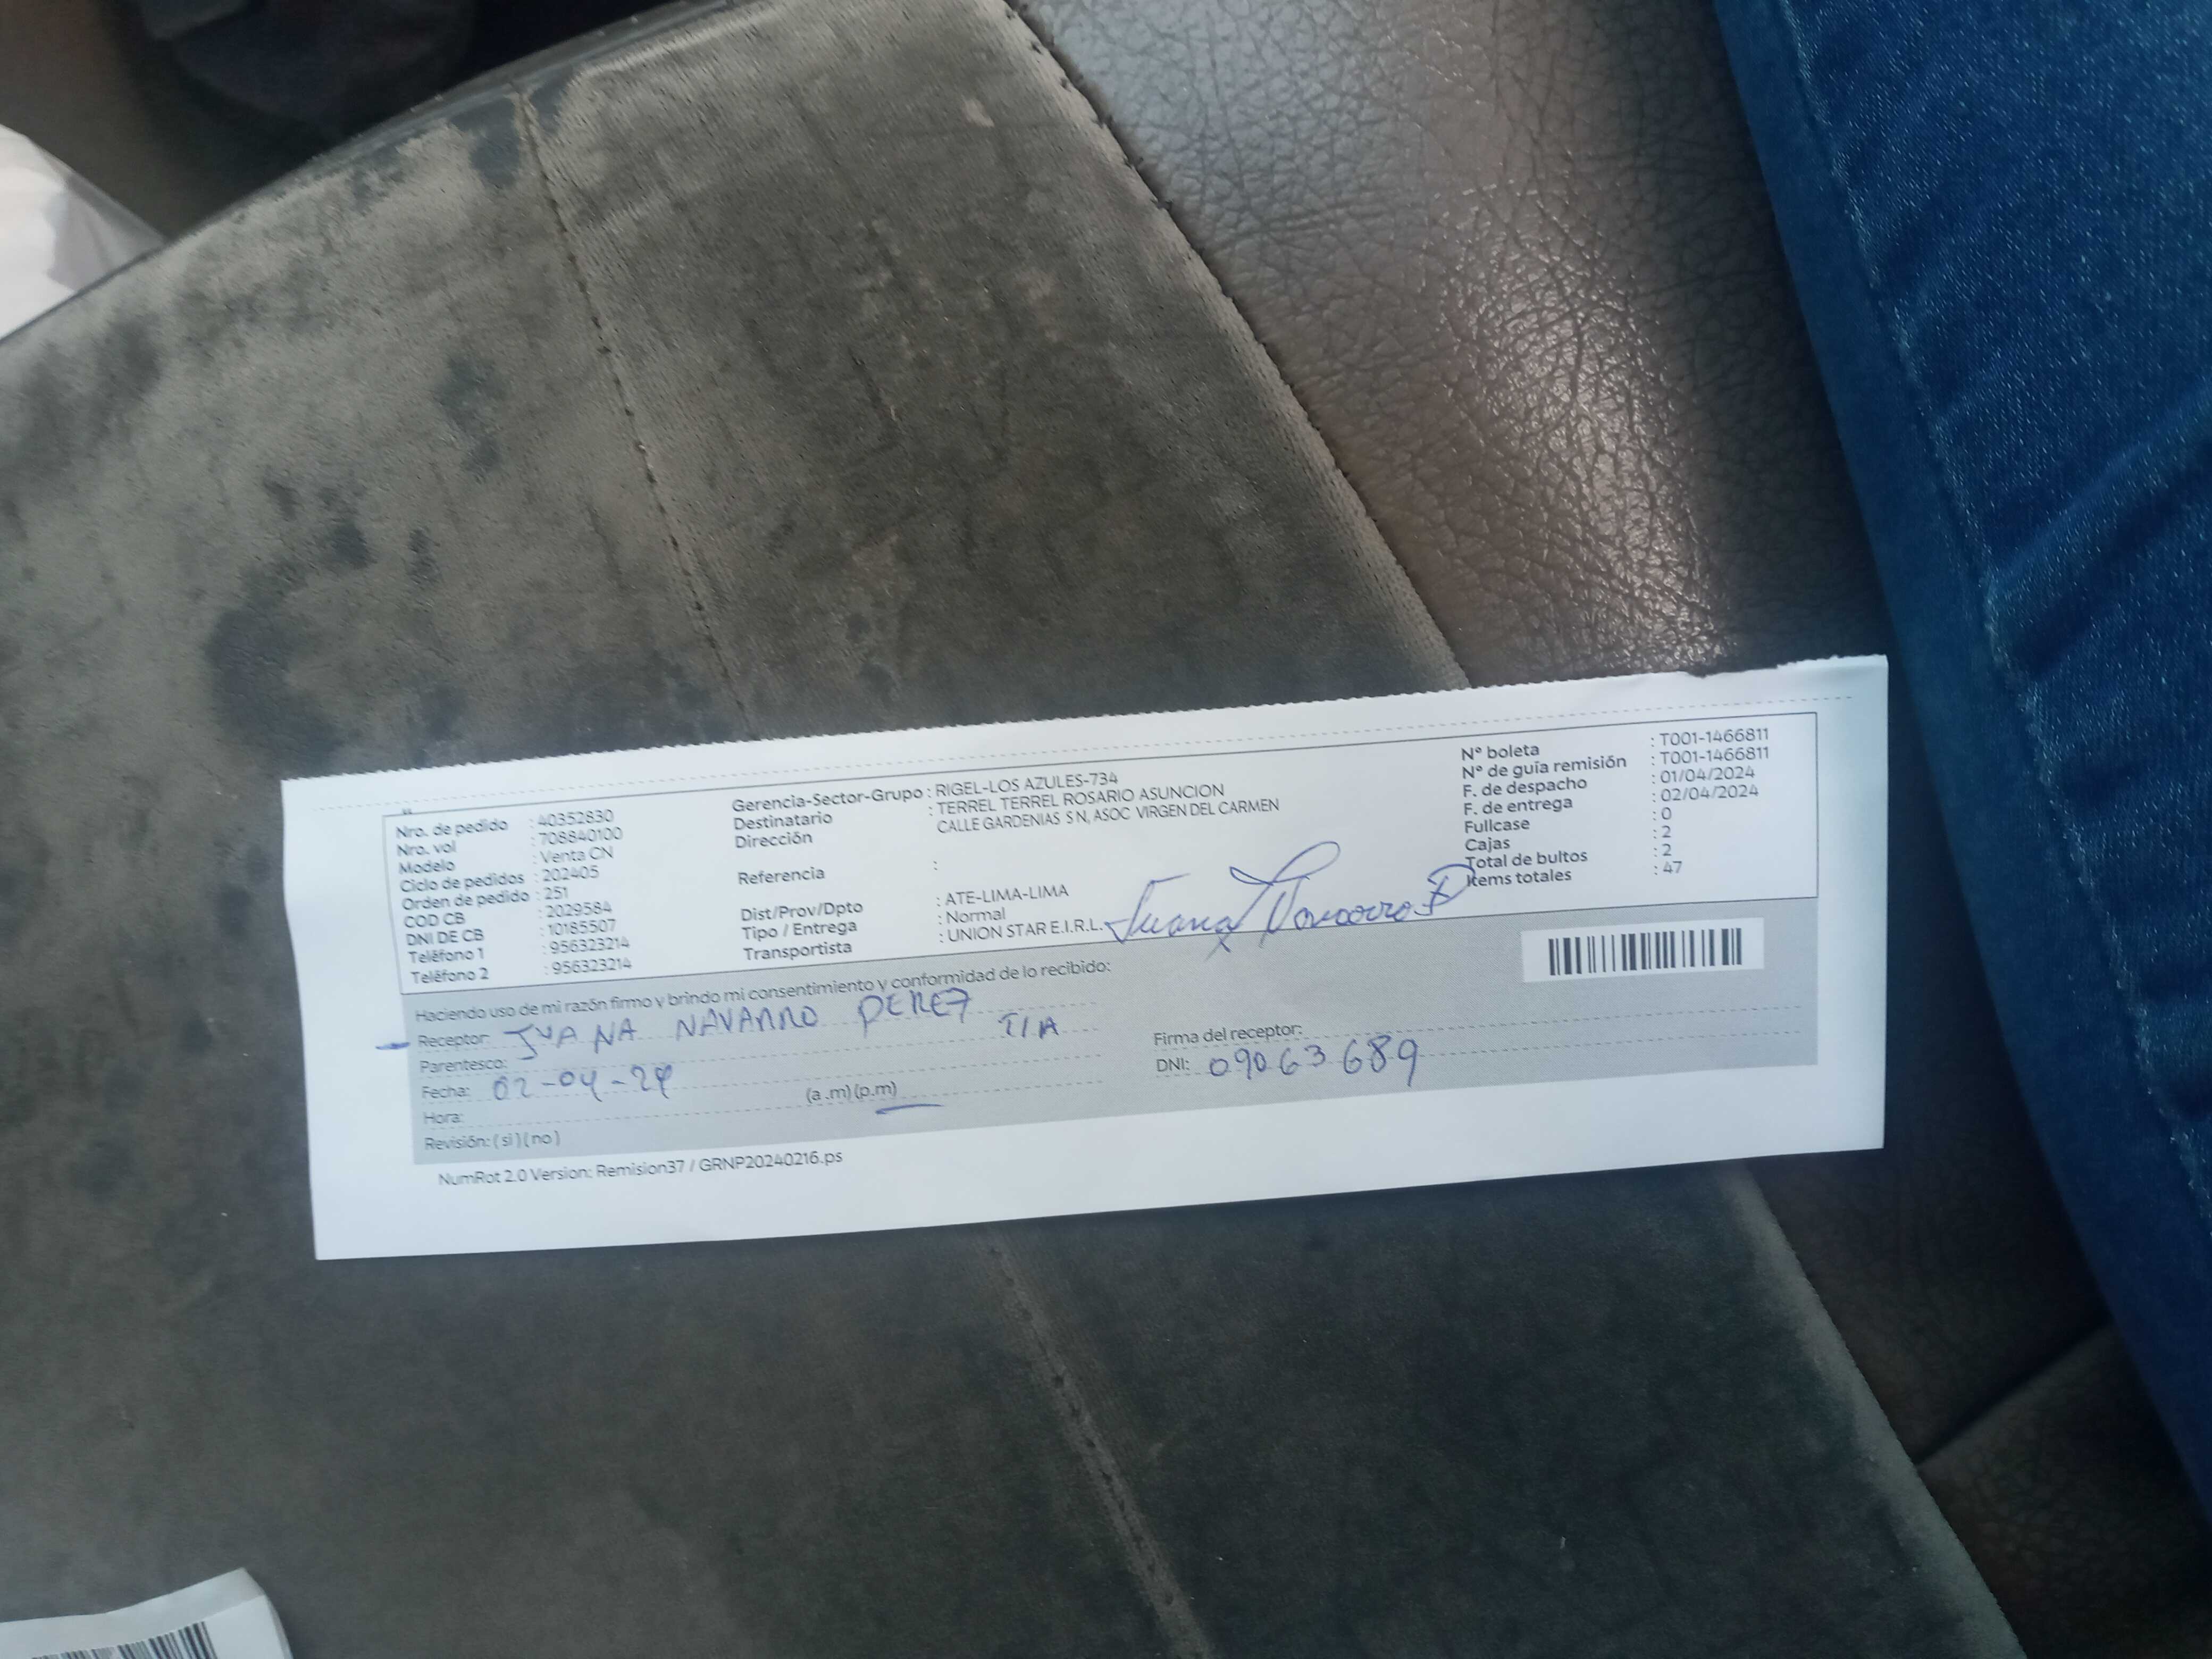 Nro. de pedido : 40352830
Nro. vol : 708840100
Modelo : Venta CN
Ciclo de pedidos : 202405
Orden de pedido : 251
COD CB : 2029584
DNI DE CB : 10185507
Teléfono 1 : 956323214
Teléfono 2 : 956323214
Gerencia-Sector-Grupo : RIGEL-LOS AZULES-734
Destinatario : TERREL TERREL ROSARIO ASUNCION
Dirección CALLE GARDENIAS S N, ASOC VIRGEN DEL CARMEN
Referencia :
Dist/Prov/Dpto : ATE-LIMA-LIMA
Tipo / Entrega : Normal
Transportista : UNION STAR E.I.R.L.
N° boleta : T001-1466811
N° de guía remisión : T001-1466811
F. de despacho : 01/04/2024
F. de entrega : 02/04/2024
Fullcase : 0
Cajas : 2
Total de bultos : 2
Items totales : 47
Juana Navarro P
Haciendo uso de mi razón firmo y brindo mi consentimiento y conformidad de lo recibido:
Receptor: JUANA NAVARRO PEREZ
Parentesco: TIA
Fecha: 02-04-24
Hora: (a .m) (p.m)
Revisión: ( si ) ( no )
Firma del receptor:
DNI: 09063689
NumRot 2.0 Version: Remision37 / GRNP20240216.ps